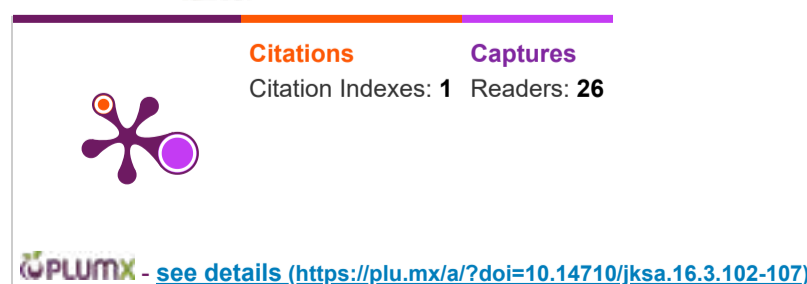 Citations Captures
Citation Indexes: 1 Readers: 26
PLUMX - see details (https://plu.mx/a/?doi=10.14710/jksa.16.3.102-107)